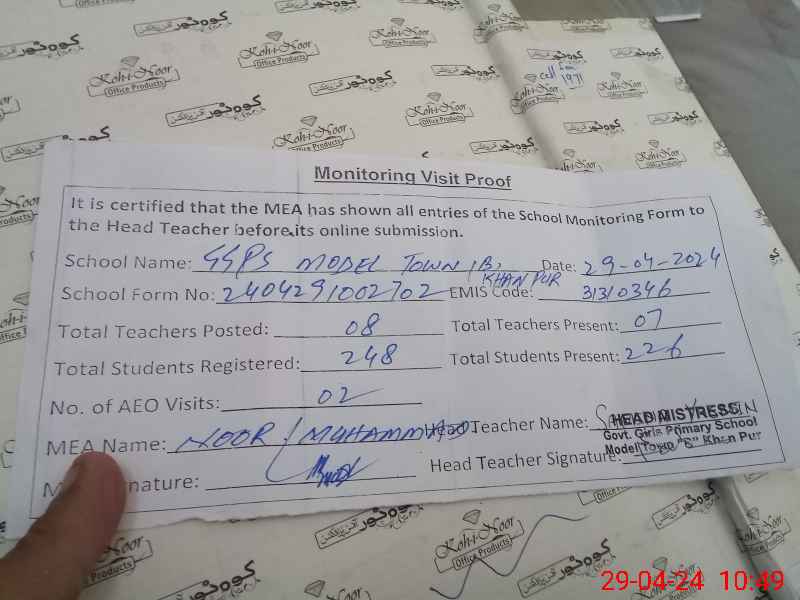 Koh-i-Noor
Office Products
کوه نور
cell
1971
Monitoring Visit Proof
It is certified that the MEA has shown all entries of the School Monitoring Form to
the Head Teacher before its online submission.
School Name: GGPS MODEL TOWN (B) KHAN PUR Date: 29-04-2024
School Form No: 2404291002702 EMIS Code: 31310346
Total Teachers Posted: 08 Total Teachers Present: 07
Total Students Registered: 248 Total Students Present: 226
No. of AEO Visits: 02
MEA Name: NOOR MUHAMMAD Head Teacher Name:
HEAD MISTRESS
Govt. Girls Primary School
Model Town "B" Khan Pur
Head Teacher Signature:
29-04-24 10:49